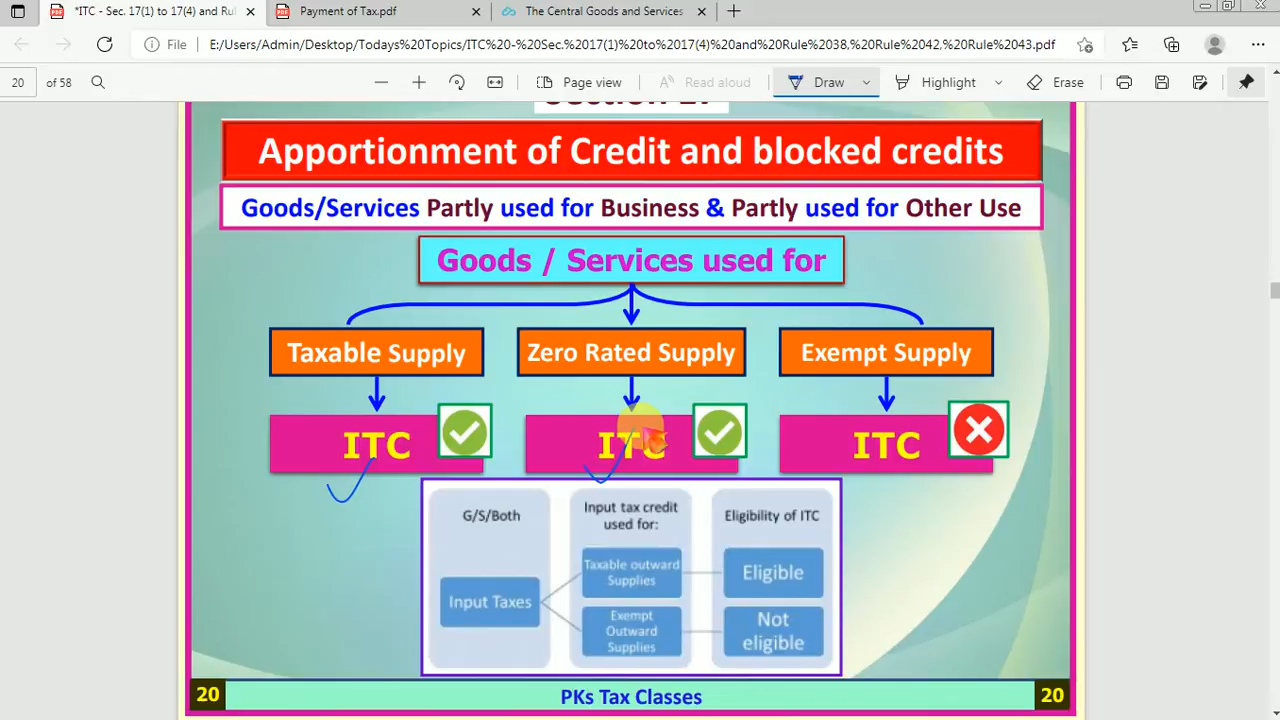 *ITC - Sec. 17(1) to 17(4) and Ru
Payment of Tax.pdf
The Central Goods and Services
File
E:/Users/Admin/Desktop/Todays%20Topics/ITC%20-%20Sec.%2017(1)%20to%2017(4)%20and%20Rule%2038,%20Rule%2042,%20Rule%2043.pdf
20 of 58
Page view
Read aloud
Draw
Highlight
Erase
Apportionment of Credit and blocked credits
Goods/Services Partly used for Business & Partly used for Other Use
Goods / Services used for
Taxable Supply
Zero Rated Supply
Exempt Supply
ITC
ITC
ITC
G/S/Both
Input tax credit
used for:
Eligibility of ITC
Input Taxes
Taxable outward
Supplies
Eligible
Exempt
Outward
Supplies
Not
eligible
20
PKs Tax Classes
20